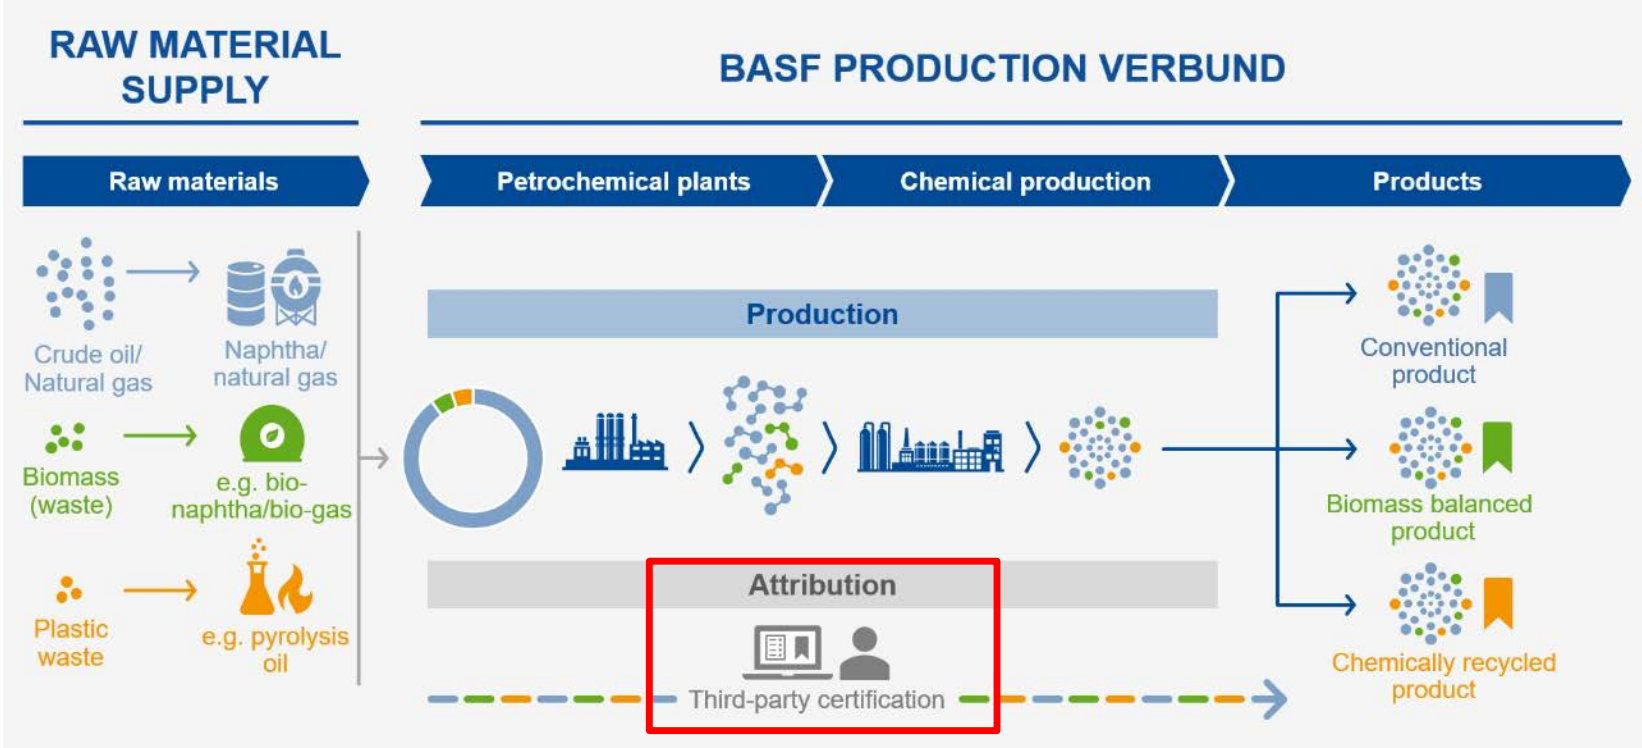 RAW MATERIAL
SUPPLY
BASF PRODUCTION VERBUND
Raw materials
Petrochemical plants
Chemical production
Products
Crude oil/
Natural gas
Naphtha/
natural gas
Biomass
(waste)
e.g. bio-
naphtha/bio-gas
Plastic
waste
e.g. pyrolysis
oil
Production
Attribution
Third-party certification
Conventional
product
Biomass balanced
product
Chemically recycled
product